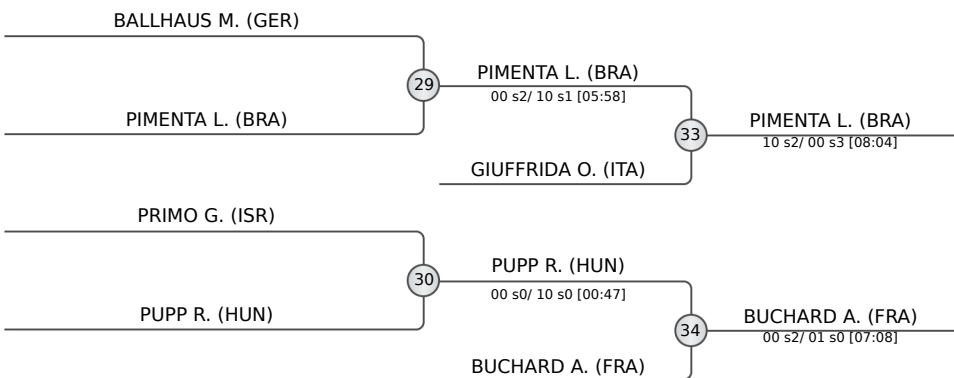 BALLHAUS M. (GER)
29
PIMENTA L. (BRA)
PIMENTA L. (BRA)
00 s2/ 10 s1 [05:58]
33
GIUFFRIDA O. (ITA)
PIMENTA L. (BRA)
10 s2/ 00 s3 [08:04]
PRIMO G. (ISR)
30
PUPP R. (HUN)
PUPP R. (HUN)
00 s0/ 10 s0 [00:47]
34
BUCHARD A. (FRA)
BUCHARD A. (FRA)
00 s2/ 01 s0 [07:08]